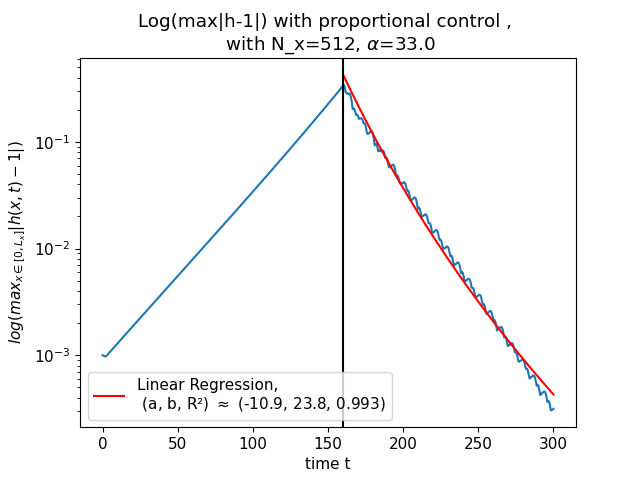 Log(max|h-1|) with proportional control ,
with N_x=512, α=33.0
log(max_{x∈[0,L_x]}|h(x, t) − 1|)
10⁻¹
10⁻²
10⁻³
Linear Regression,
(a, b, R²) ≈ (-10.9, 23.8, 0.993)
0 50 100 150 200 250 300
time t